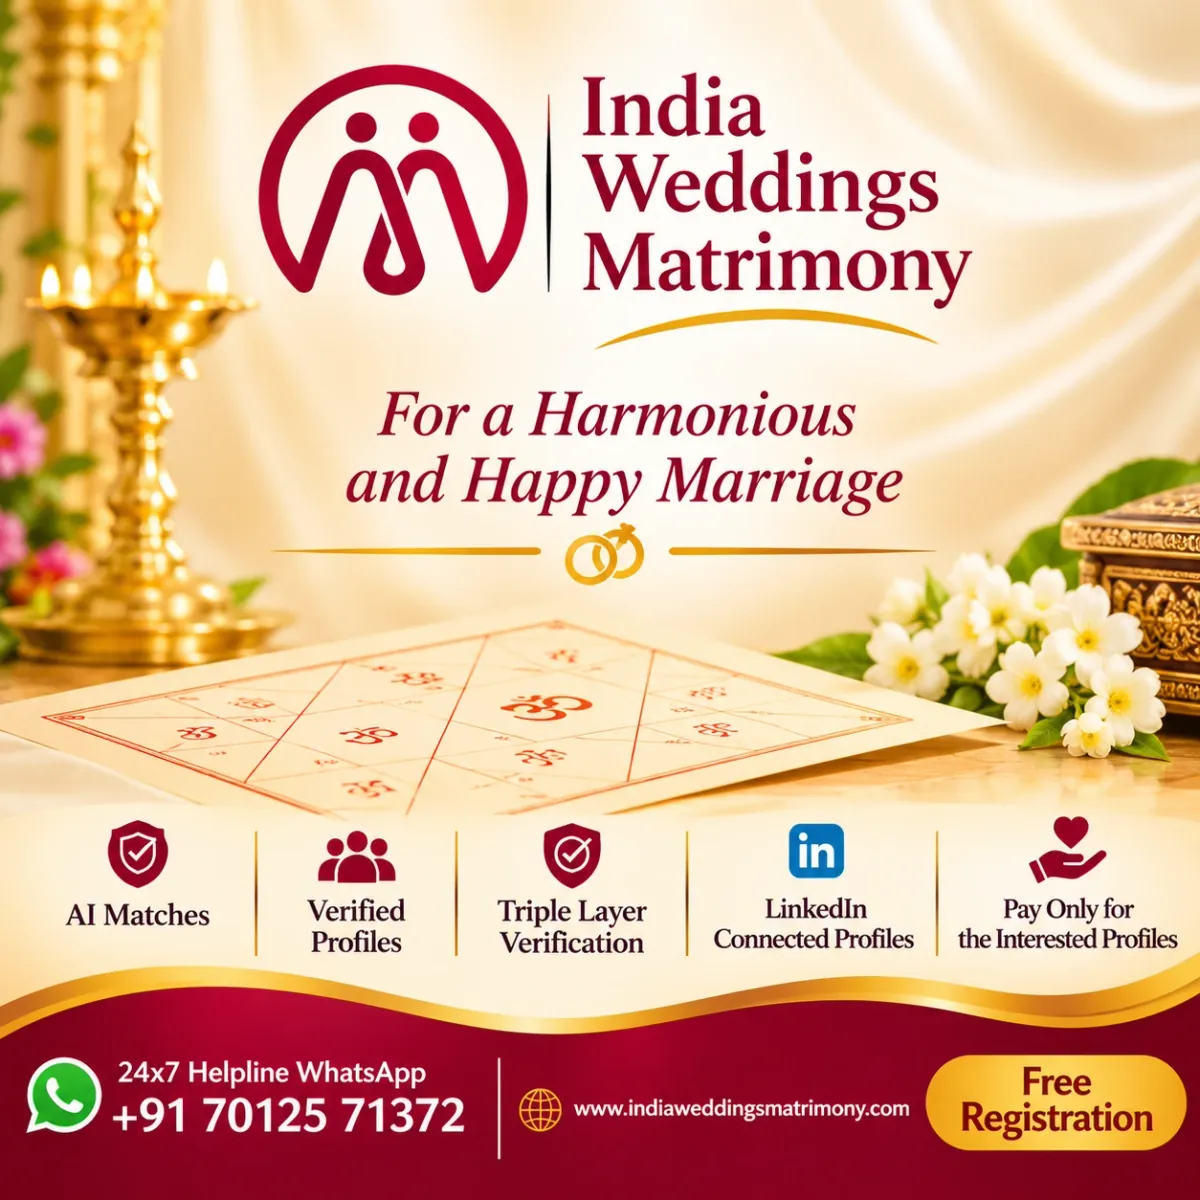 India
Weddings
Matrimony
For a Harmonious
and Happy Marriage
ॐ
AI Matches
Verified
Profiles
Triple Layer
Verification
in
LinkedIn
Connected Profiles
Pay Only for
the Interested Profiles
24x7 Helpline WhatsApp
+91 70125 71372
www.indiaweddingsmatrimony.com
Free
Registration